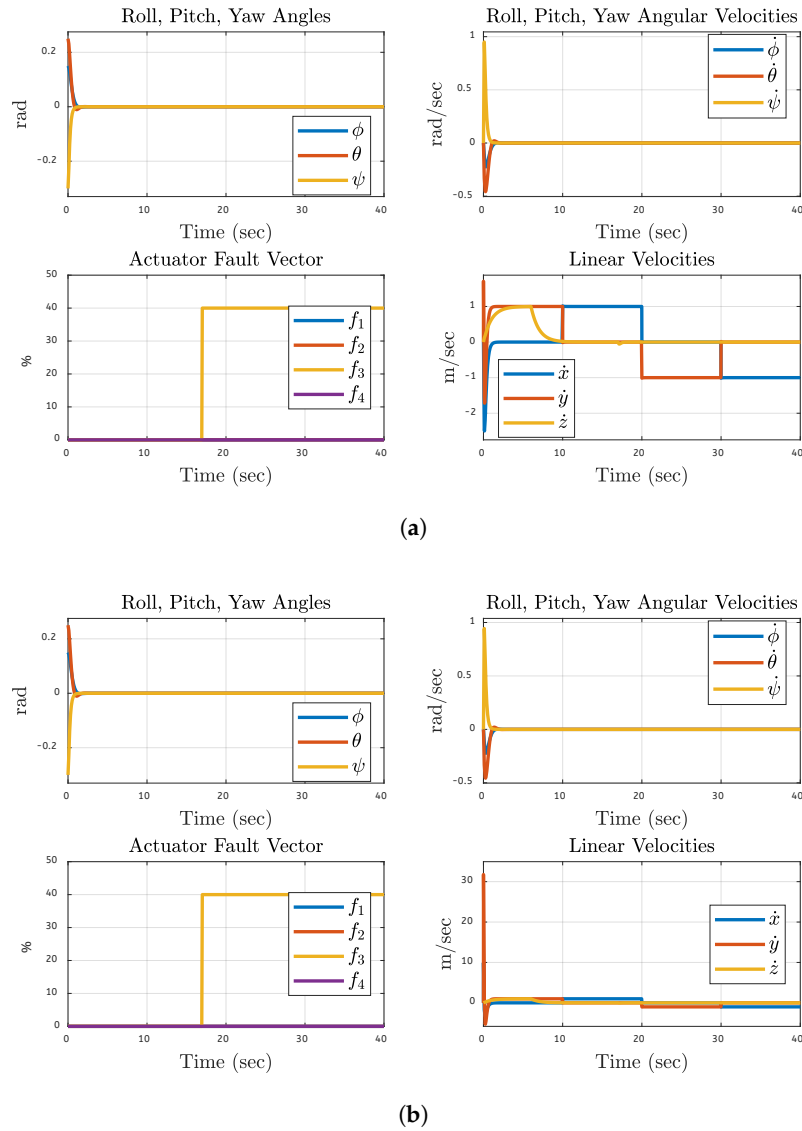 Roll, Pitch, Yaw Angles
rad
0.2
0
-0.2
ϕ
θ
ψ
0 10 20 30 40
Time (sec)
Roll, Pitch, Yaw Angular Velocities
rad/sec
1
0.5
0
-0.5
ϕ̇
θ̇
ψ̇
0 10 20 30 40
Time (sec)
Actuator Fault Vector
%
50
40
30
20
10
0
f1
f2
f3
f4
0 10 20 30 40
Time (sec)
Linear Velocities
m/sec
1
0
-1
-2
ẋ
ẏ
ż
0 10 20 30 40
Time (sec)
(a)
Roll, Pitch, Yaw Angles
rad
0.2
0
-0.2
ϕ
θ
ψ
0 10 20 30 40
Time (sec)
Roll, Pitch, Yaw Angular Velocities
rad/sec
1
0.5
0
-0.5
ϕ̇
θ̇
ψ̇
0 10 20 30 40
Time (sec)
Actuator Fault Vector
%
50
40
30
20
10
0
f1
f2
f3
f4
0 10 20 30 40
Time (sec)
Linear Velocities
m/sec
30
20
10
0
ẋ
ẏ
ż
0 10 20 30 40
Time (sec)
(b)